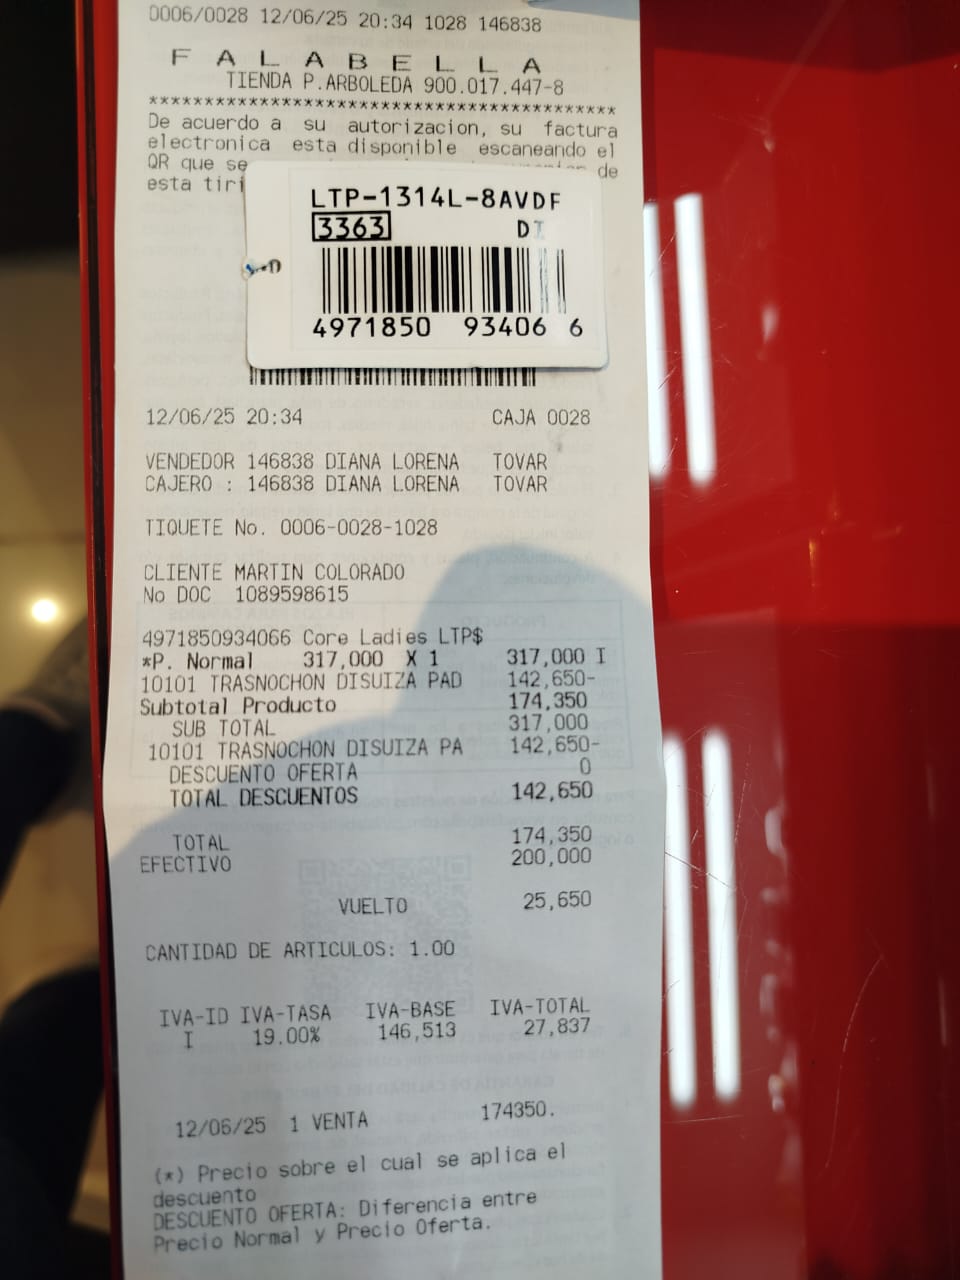 0006/0028 12/06/25 20:34 1028 146838
F A L A B E L L A
TIENDA P.ARBOLEDA 900.017.447-8
******************************************
De acuerdo a su autorizacion, su factura
electronica esta disponible escaneando el
QR que se de
esta tiri
LTP-1314L-8AVDF
3363 DI
4971850 93406 6
12/06/25 20:34 CAJA 0028
VENDEDOR 146838 DIANA LORENA TOVAR
CAJERO : 146838 DIANA LORENA TOVAR
TIQUETE No. 0006-0028-1028
CLIENTE MARTIN COLORADO
No DOC 1089598615
4971850934066 Core Ladies LTP$
*P. Normal 317,000 X 1 317,000 I
10101 TRASNOCHON DISUIZA PAD 142,650-
Subtotal Producto 174,350
SUB TOTAL 317,000
10101 TRASNOCHON DISUIZA PA 142,650-
DESCUENTO OFERTA 0
TOTAL DESCUENTOS 142,650
TOTAL 174,350
EFECTIVO 200,000
VUELTO 25,650
CANTIDAD DE ARTICULOS: 1.00
IVA-ID IVA-TASA IVA-BASE IVA-TOTAL
I 19.00% 146,513 27,837
12/06/25 1 VENTA 174350.
(*) Precio sobre el cual se aplica el
descuento
DESCUENTO OFERTA: Diferencia entre
Precio Normal y Precio Oferta.